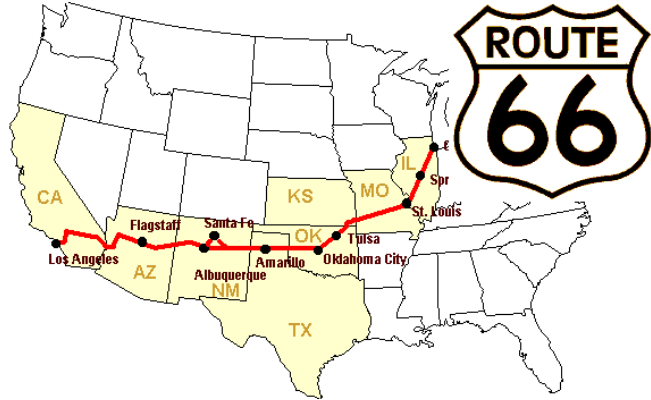 ROUTE
66
IL
Spr
CA
KS
MO
St. Louis
Flagstaff
Santa Fe
OK
Tulsa
Los Angeles
AZ
Albuquerque
Amarillo
Oklahoma City
NM
TX